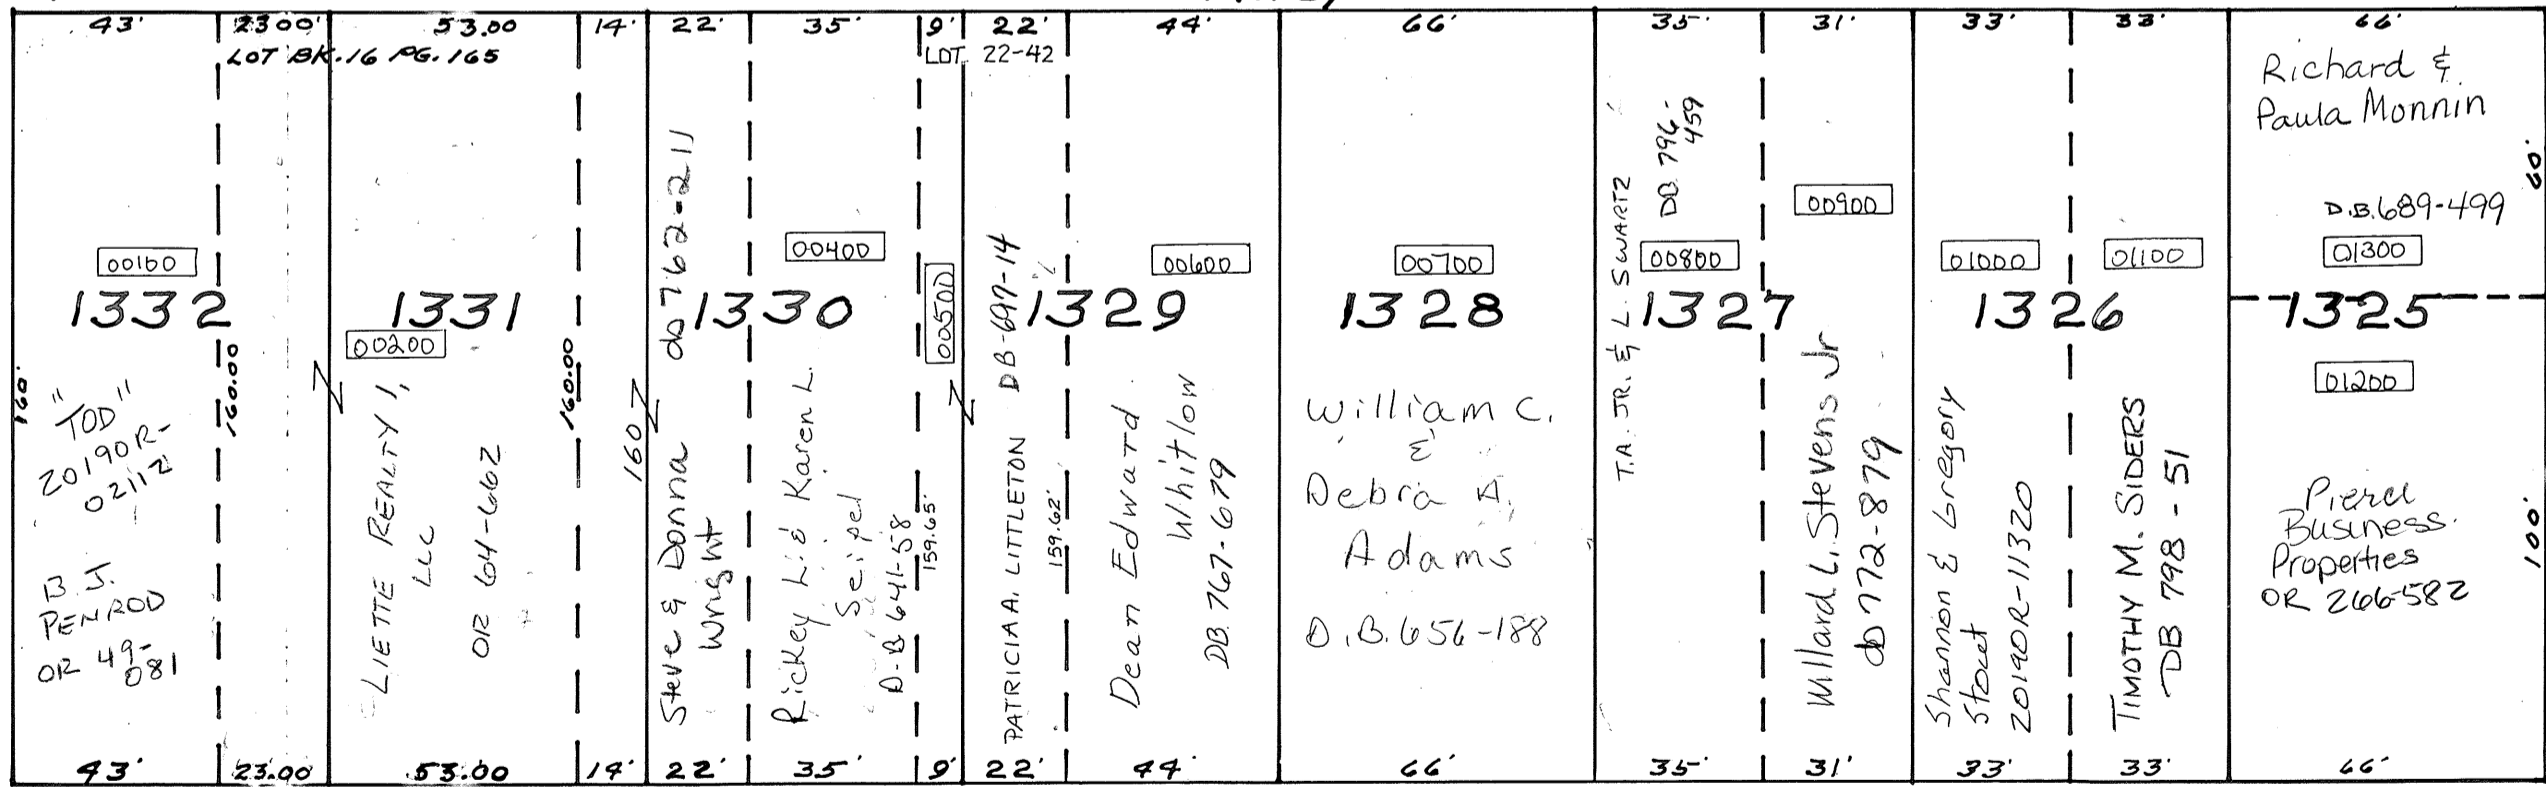 43'
23.00'
53.00
14'
22'
35'
9'
22'
44'
66'
35'
31'
33'
33'
66'
LOT BK.16 PG.165
LOT 22-42
00100
1332
160'
"TOD"
20190R-
02112
B.J.
PENROD
OR 49-
081
160.00
1331
00200
LIETTE REALTY 1,
LLC
OR 64-662
160.00
160
Steve & Donna
Wright
db 762-211
1330
00400
Rickey L. & Karen L.
Seipel
D.B 641-58
159.65'
00500
PATRICIA A. LITTLETON DB-697-14
159.62'
1329
00600
Dean Edward
Whitlow
DB.767-679
00700
1328
William C.
&
Debra A.
Adams
D.B.656-188
T.A. JR. & L. SWARTZ
DB 796-
459
00800
1327
00900
Willard L. Stevens Jr
db 772-879
01000
1326
Shannon & Gregory
20190R-11320
01100
TIMOTHY M. SIDERS
DB 798-51
Richard &
Paula Monnin
60'
D.B.689-499
01300
1325
01200
Business
Properties
OR 266-582
100'
43'
23.00
53.00
14'
22'
35'
9'
22'
44'
66'
35'
31'
33'
33'
66'